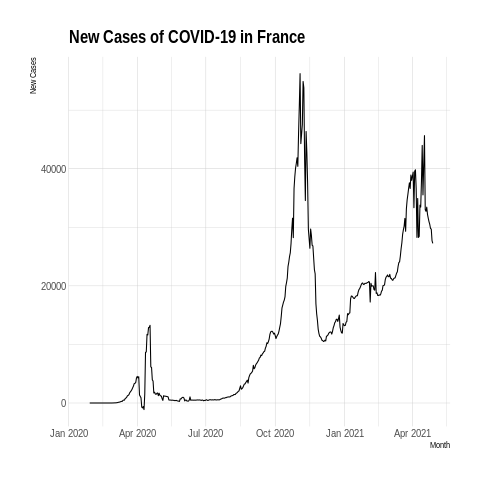 New Cases of COVID-19 in France
New Cases
40000
20000
0
Jan 2020 Apr 2020 Jul 2020 Oct 2020 Jan 2021 Apr 2021
Month